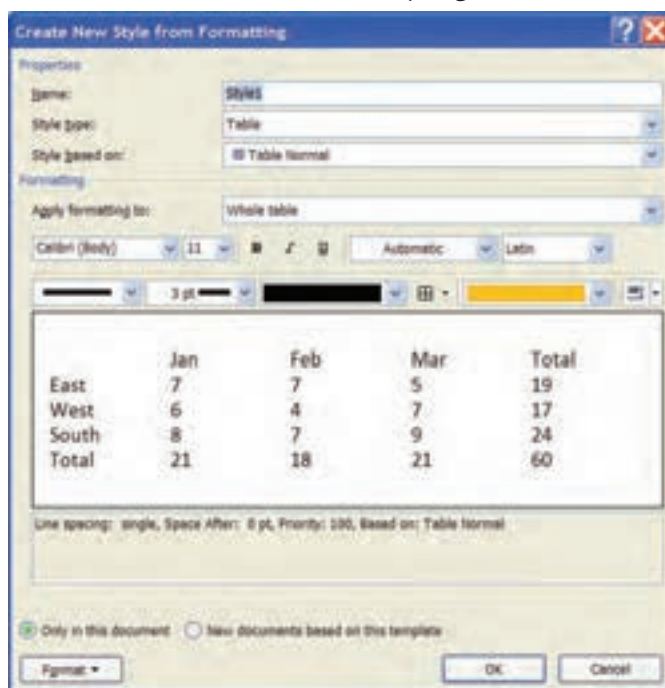 Create New Style from Formatting
Properties
Name: Style1
Style type: Table
Style based on: Table Normal
Formatting
Apply formatting to: Whole table
Calibri (Body) 11 B I U Automatic Latin
3 pt
Jan Feb Mar Total
East 7 7 5 19
West 6 4 7 17
South 8 7 9 24
Total 21 18 21 60
Line spacing: single, Space After: 0 pt, Priority: 100, Based on: Table Normal
Only in this document New documents based on this template
Format OK Cancel